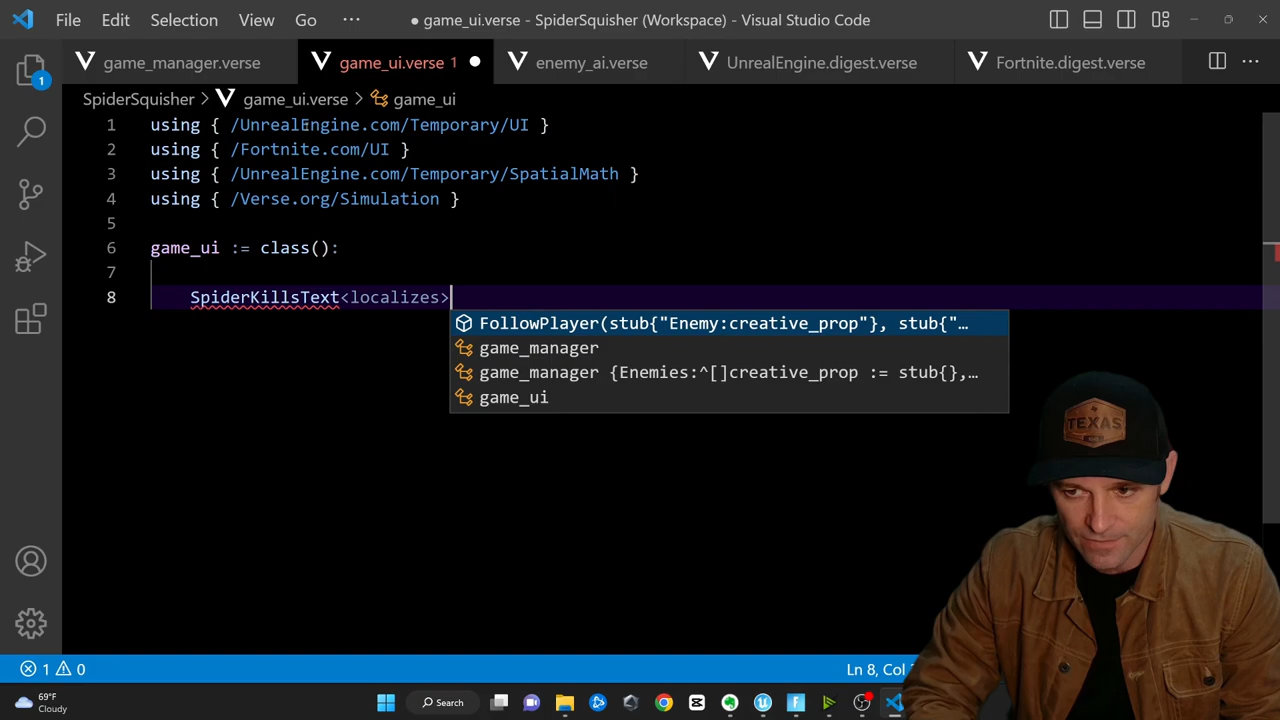 File Edit Selection View Go ··· ● game_ui.verse - SpiderSquisher (Workspace) - Visual Studio Code
game_manager.verse game_ui.verse 1 ● enemy_ai.verse UnrealEngine.digest.verse Fortnite.digest.verse ···
1
SpiderSquisher > game_ui.verse > game_ui
1 using { /UnrealEngine.com/Temporary/UI }
2 using { /Fortnite.com/UI }
3 using { /UnrealEngine.com/Temporary/SpatialMath }
4 using { /Verse.org/Simulation }
5
6 game_ui := class():
7
8 SpiderKillsText<localizes>
FollowPlayer(stub{"Enemy:creative_prop"}, stub{"…
game_manager
game_manager {Enemies:^[]creative_prop := stub{},…
game_ui
TEXAS
1 0 Ln 8, Co
69°F
Cloudy
Search